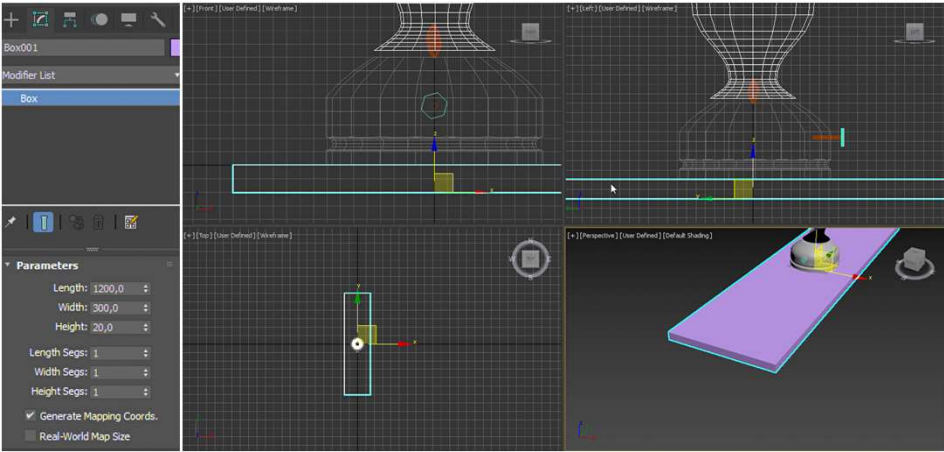 Box001
Modifier List
Box
Parameters
Length: 1200,0
Width: 300,0
Height: 20,0
Length Segs: 1
Width Segs: 1
Height Segs: 1
Generate Mapping Coords.
Real-World Map Size
[+] [Front] [User Defined] [Wireframe]
z
x
[+] [Left] [User Defined] [Wireframe]
z
y
[+] [Top] [User Defined] [Wireframe]
N
W
E
S
y
x
[+] [Perspective] [User Defined] [Default Shading]
x